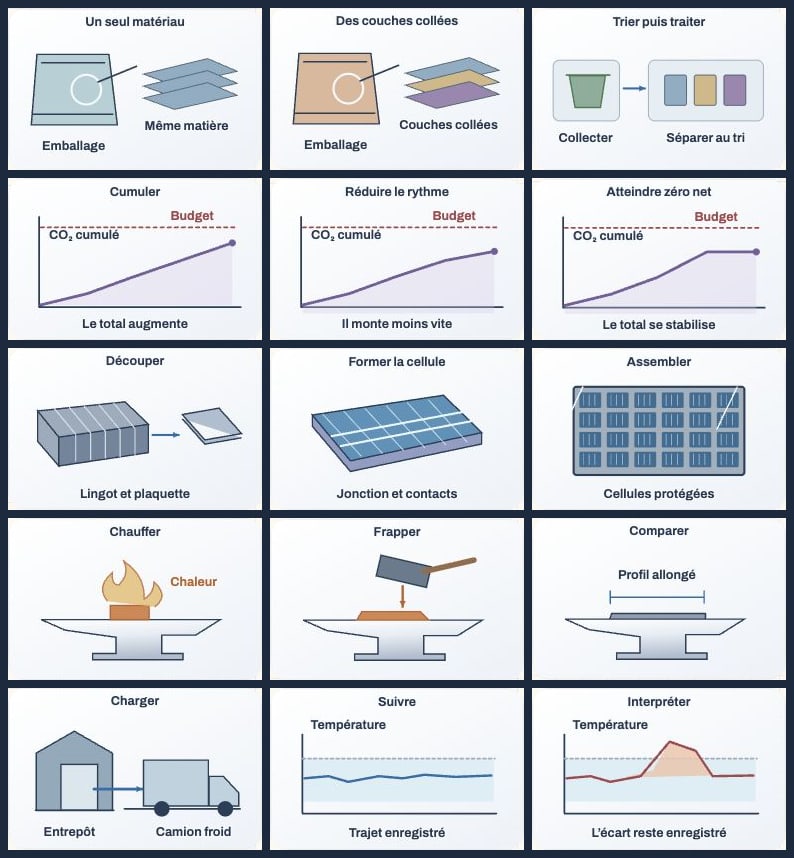 Un seul matériau
Emballage
Même matière
Des couches collées
Emballage
Couches collées
Trier puis traiter
Collecter
Séparer au tri
Cumuler
Budget
CO₂ cumulé
Le total augmente
Réduire le rythme
Budget
CO₂ cumulé
Il monte moins vite
Atteindre zéro net
Budget
CO₂ cumulé
Le total se stabilise
Découper
Lingot et plaquette
Former la cellule
Jonction et contacts
Assembler
Cellules protégées
Chauffer
Chaleur
Frapper
Comparer
Profil allongé
Charger
Entrepôt
Camion froid
Suivre
Température
Trajet enregistré
Interpréter
Température
L'écart reste enregistré